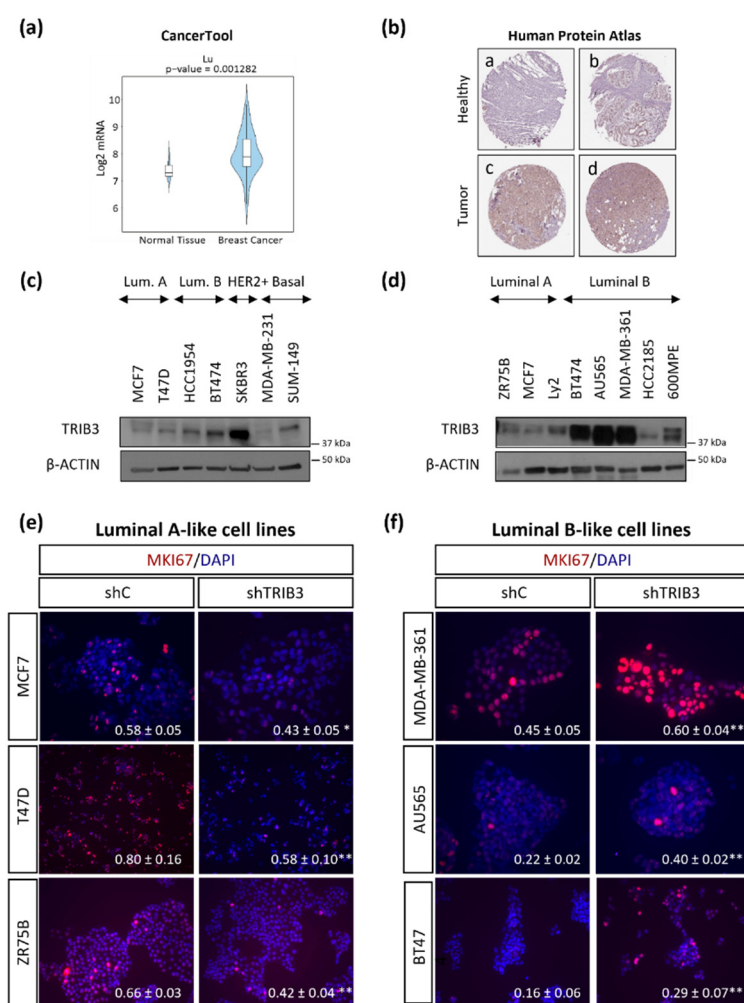 (a)
CancerTool
Lu
p-value = 0.001282
Log2 mRNA
10
9
8
7
6
Normal Tissue
Breast Cancer
(b)
Human Protein Atlas
Healthy
a
b
Tumor
c
d
(c)
Lum. A
Lum. B
HER2+
Basal
MCF7
T47D
HCC1954
BT474
SKBR3
MDA-MB-231
SUM-149
TRIB3
37 kDa
β-ACTIN
50 kDa
(d)
Luminal A
Luminal B
ZR75B
MCF7
Ly2
BT474
AU565
MDA-MB-361
HCC2185
600MPE
TRIB3
37 kDa
β-ACTIN
50 kDa
(e)
Luminal A-like cell lines
MKI67/DAPI
shC
shTRIB3
MCF7
0.58 ± 0.05
0.43 ± 0.05 *
T47D
0.80 ± 0.16
0.58 ± 0.10**
ZR75B
0.66 ± 0.03
0.42 ± 0.04 **
(f)
Luminal B-like cell lines
MKI67/DAPI
shC
shTRIB3
MDA-MB-361
0.45 ± 0.05
0.60 ± 0.04**
AU565
0.22 ± 0.02
0.40 ± 0.02**
BT47
0.16 ± 0.06
0.29 ± 0.07**